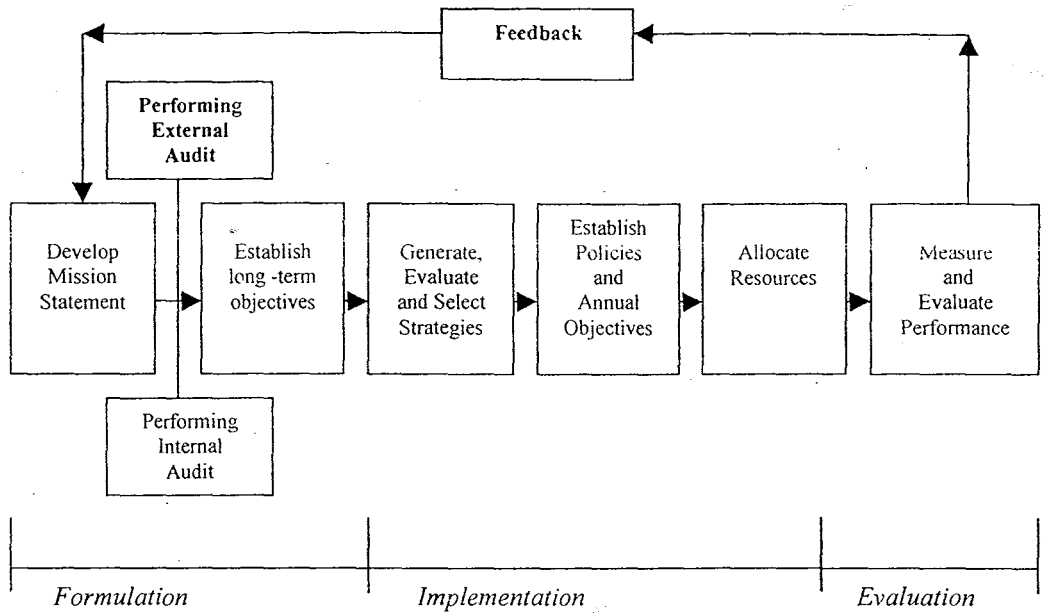 Feedback
Performing
External
Audit
Develop
Mission
Statement
Establish
long -term
objectives
Generate,
Evaluate
and Select
Strategies
Establish
Policies
and
Annual
Objectives
Allocate
Resources
Measure
and
Evaluate
Performance
Performing
Internal
Audit
Formulation
Implementation
Evaluation